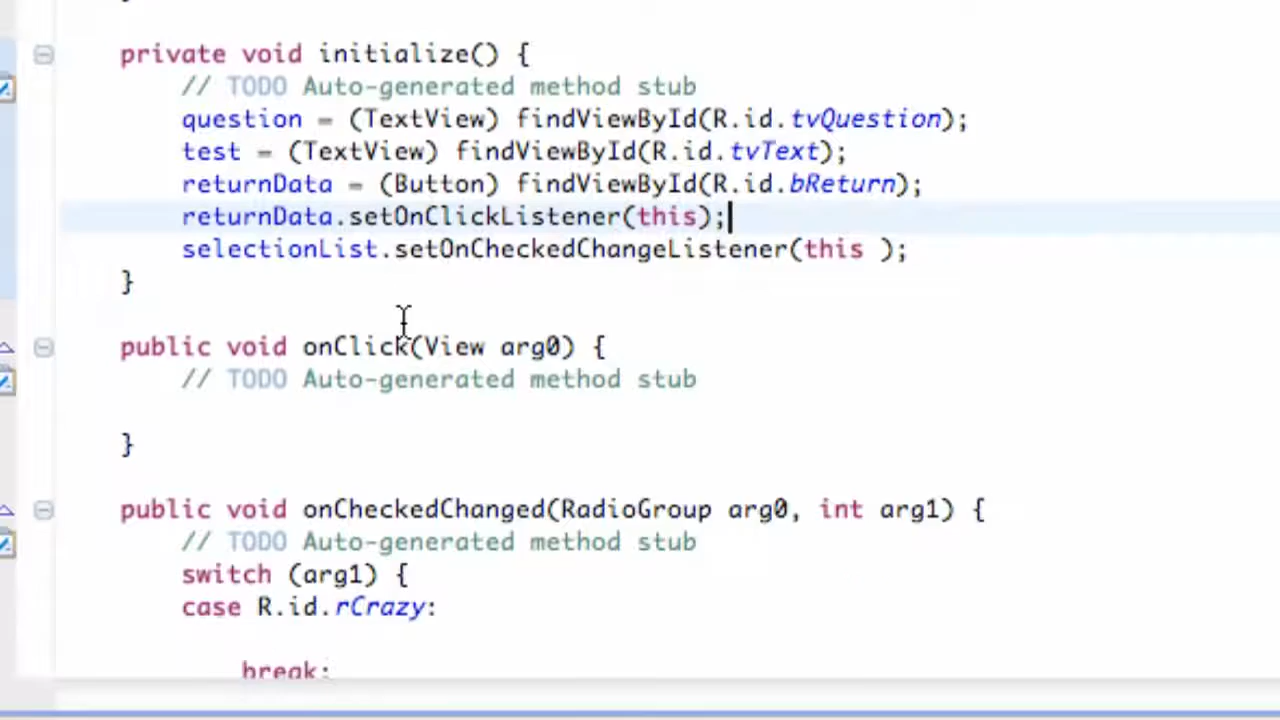 private void initialize() {
// TODO Auto-generated method stub
question = (TextView) findViewById(R.id.tvQuestion);
test = (TextView) findViewById(R.id.tvText);
returnData = (Button) findViewById(R.id.bReturn);
returnData.setOnClickListener(this);
selectionList.setOnCheckedChangeListener(this );
}
public void onClick(View arg0) {
// TODO Auto-generated method stub
}
public void onCheckedChanged(RadioGroup arg0, int arg1) {
// TODO Auto-generated method stub
switch (arg1) {
case R.id.rCrazy:
break;